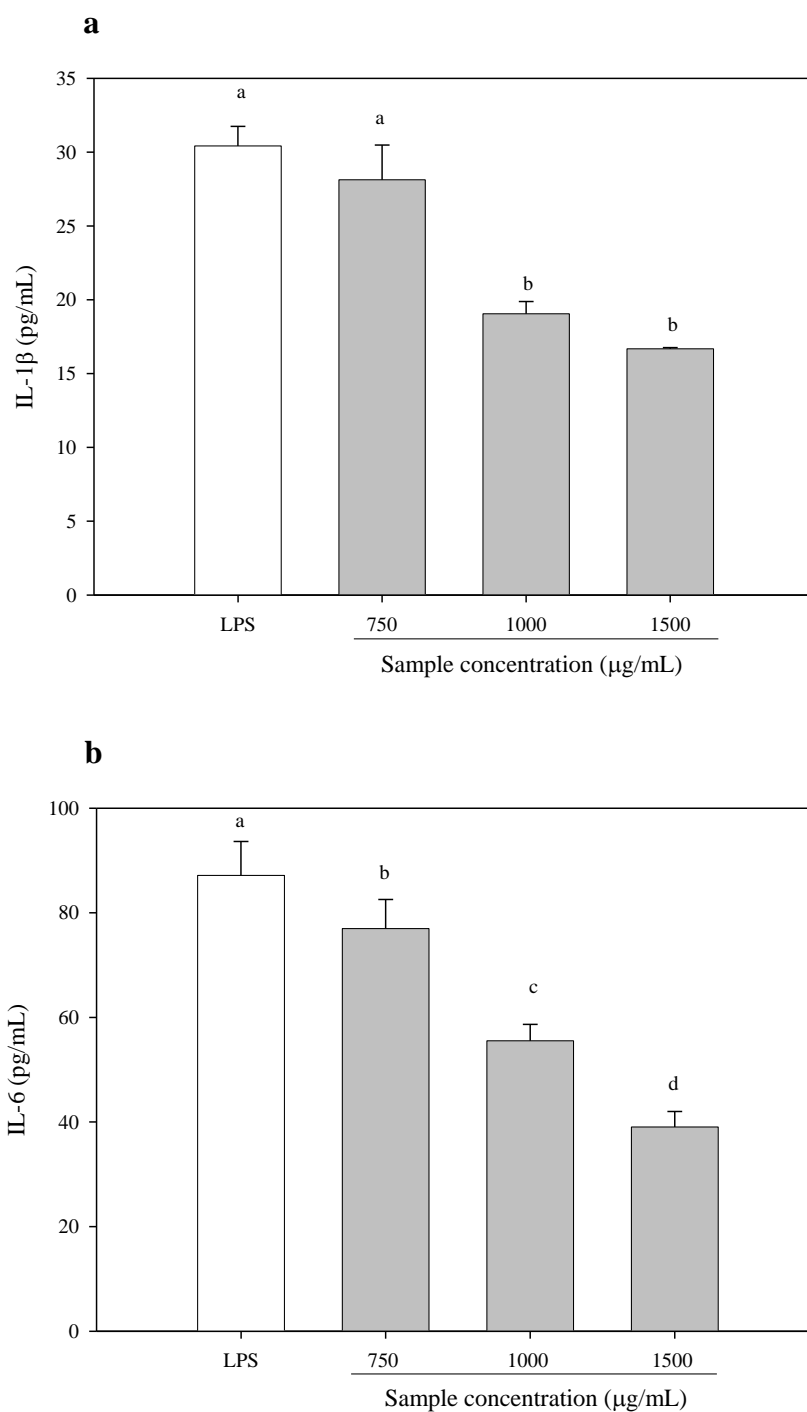 a
35
30
25
20
15
10
5
0
IL-1β (pg/mL)
a
a
b
b
LPS 750 1000 1500
Sample concentration (μg/mL)
b
100
80
60
40
20
0
IL-6 (pg/mL)
a
b
c
d
LPS 750 1000 1500
Sample concentration (μg/mL)